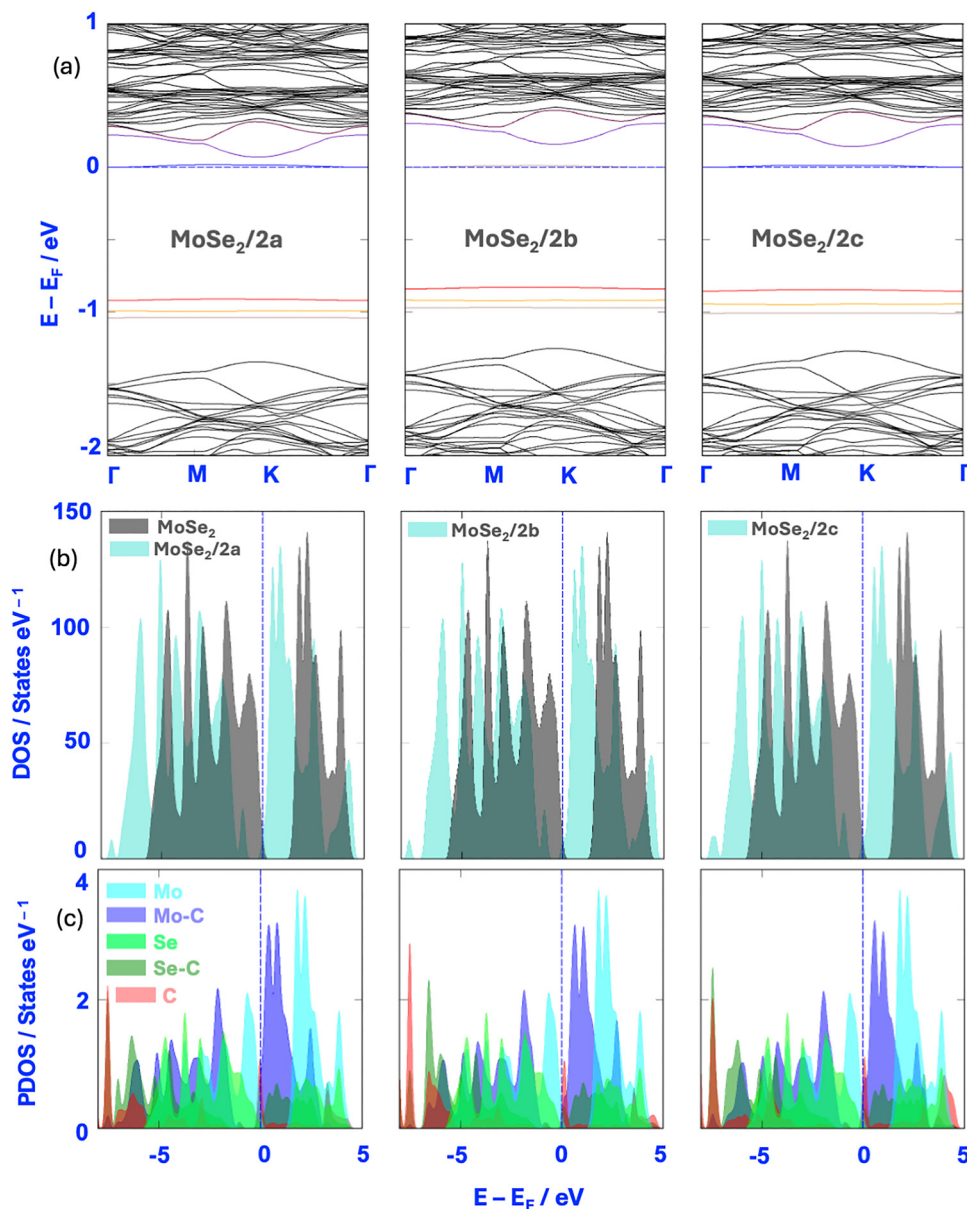 (a)
E – E_F / eV
1
0
-1
-2
MoSe₂/2a
MoSe₂/2b
MoSe₂/2c
Γ M K Γ
Γ M K Γ
Γ M K Γ
(b)
DOS / States eV⁻¹
150
100
50
0
MoSe₂
MoSe₂/2a
MoSe₂/2b
MoSe₂/2c
(c)
PDOS / States eV⁻¹
4
2
0
Mo
Mo-C
Se
Se-C
C
-5 0 5
-5 0 5
-5 0 5
E – E_F / eV